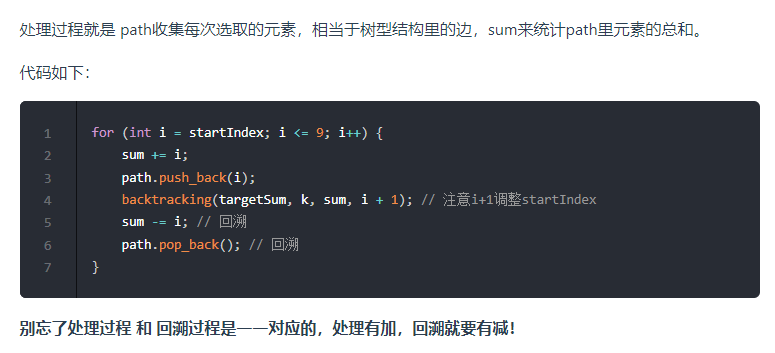 处理过程就是 path收集每次选取的元素，相当于树型结构里的边，sum来统计path里元素的总和。
代码如下：
1 for (int i = startIndex; i <= 9; i++) {
2     sum += i;
3     path.push_back(i);
4     backtracking(targetSum, k, sum, i + 1); // 注意i+1调整startIndex
5     sum -= i; // 回溯
6     path.pop_back(); // 回溯
7 }
别忘了处理过程 和 回溯过程是一一对应的，处理有加，回溯就要有减！